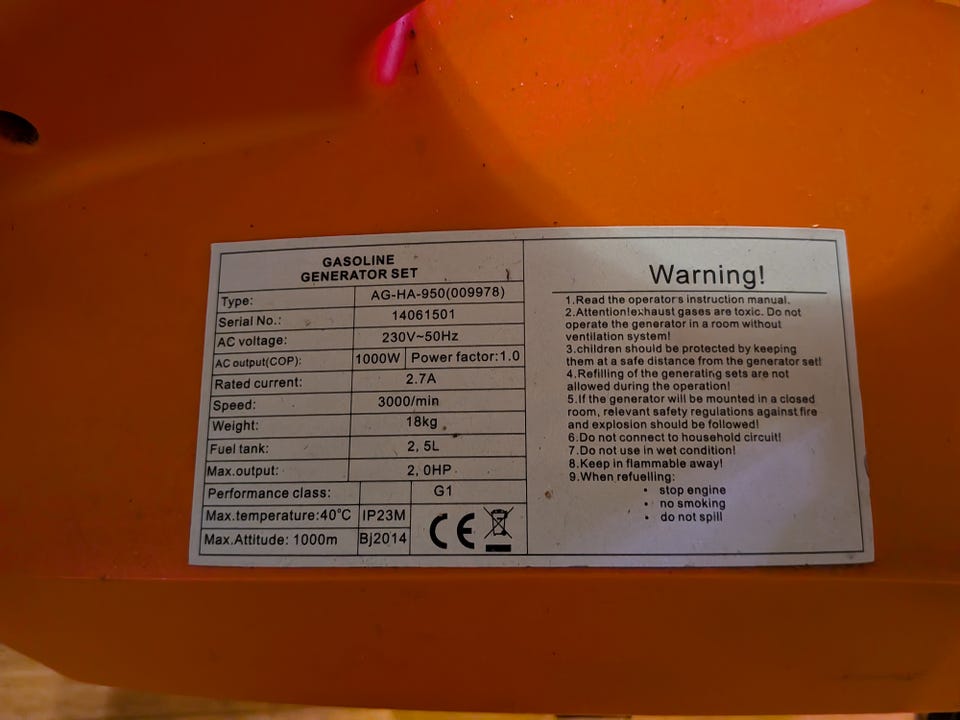 GASOLINE
GENERATOR SET
Type: AG-HA-950(009978)
Serial No.: 14061501
AC voltage: 230V~50Hz
AC output(COP): 1000W Power factor:1.0
Rated current: 2.7A
Speed: 3000/min
Weight: 18kg
Fuel tank: 2, 5L
Max.output: 2, 0HP
Performance class: G1
Max.temperature:40°C IP23M
Max.Attitude: 1000m Bj2014
CE
Warning!
1.Read the operators instruction manual.
2.Attention!exhaust gases are toxic. Do not
operate the generator in a room without
ventilation system!
3.children should be protected by keeping
them at a safe distance from the generator set!
4.Refilling of the generating sets are not
allowed during the operation!
5.If the generator will be mounted in a closed
room, relevant safety regulations against fire
and explosion should be followed!
6.Do not connect to household circuit!
7.Do not use in wet condition!
8.Keep in flammable away!
9.When refuelling:
• stop engine
• no smoking
• do not spill